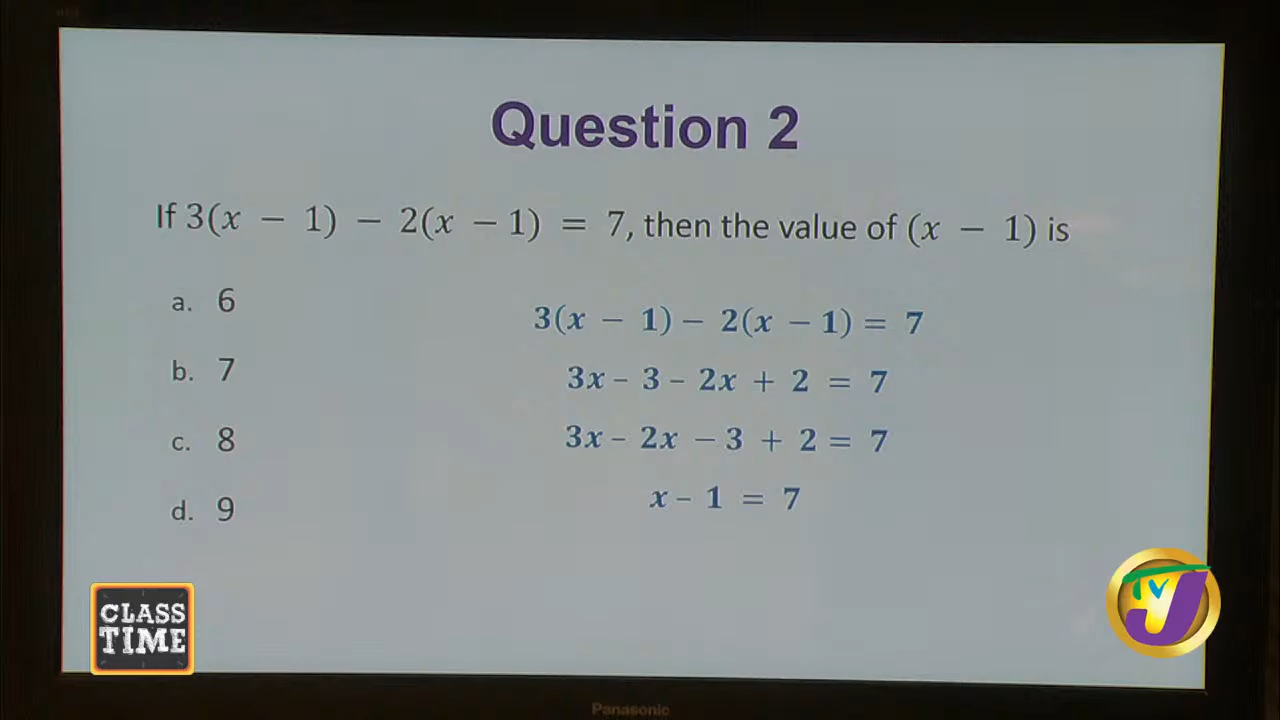 Question 2
If 3(x − 1) − 2(x − 1) = 7, then the value of (x − 1) is
a. 6
b. 7
c. 8
d. 9
3(x − 1) − 2(x − 1) = 7
3x − 3 − 2x + 2 = 7
3x − 2x − 3 + 2 = 7
x − 1 = 7
CLASS
TIME
TVJ
Panasonic